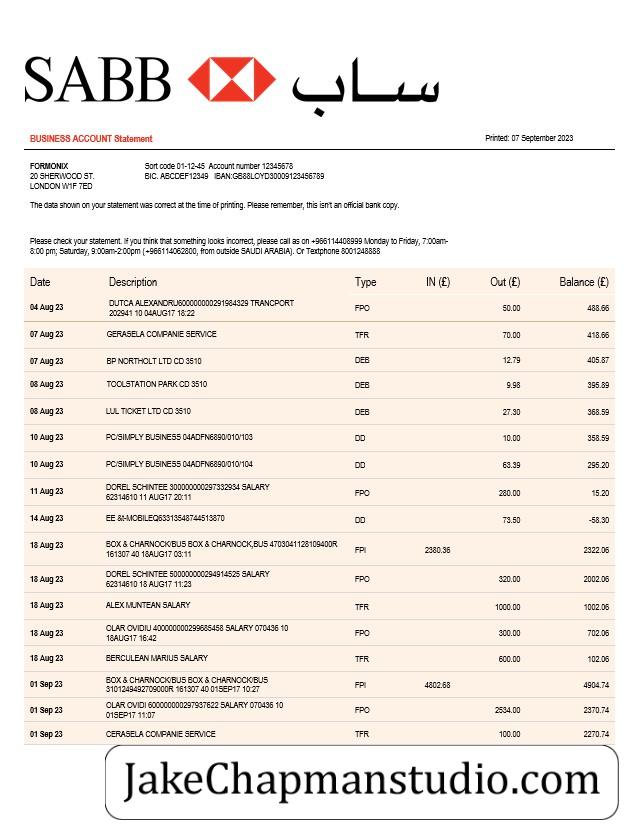 SABB ساب
BUSINESS ACCOUNT Statement Printed: 07 September 2023
FORMONIX Sort code 01-12-45 Account number 12345678
20 SHERWOOD ST. BIC. ABCDEF12349 IBAN:GB88LOYD30009123456789
LONDON W1F 7ED
The data shown on your statement was correct at the time of printing. Please remember, this isn't an official bank copy.
Please check your statement. If you think that something looks incorrect, please call as on +966114408999 Monday to Friday, 7:00am-
8:00 pm; Saturday, 9:00am-2:00pm (+966114062800, from outside SAUDI ARABIA). Or Textphone 8001248888
Date Description Type IN (£) Out (£) Balance (£)
04 Aug 23 DUTCA ALEXANDRU600000000291984329 TRANCPORT FPO 50.00 488.66
202941 10 04AUG17 18:22
07 Aug 23 GERASELA COMPANIE SERVICE TFR 70.00 418.66
07 Aug 23 BP NORTHOLT LTD CD 3510 DEB 12.79 405.87
08 Aug 23 TOOLSTATION PARK CD 3510 DEB 9.98 395.89
08 Aug 23 LUL TICKET LTD CD 3510 DEB 27.30 368.59
10 Aug 23 PC/SIMPLY BUSINESS 04ADFN6890/010/103 DD 10.00 358.59
10 Aug 23 PC/SIMPLY BUSINESS 04ADFN6890/010/104 DD 63.39 295.20
11 Aug 23 DOREL SCHINTEE 300000000297332934 SALARY FPO 280.00 15.20
62314610 11 AUG17 20:11
14 Aug 23 EE &t-MOBILEQ63313548744513870 DD 73.50 -58.30
18 Aug 23 BOX & CHARNOCK/BUS BOX & CHARNOCK,BUS 4703041128109400R FPI 2380.36 2322.06
161307 40 18AUG17 03:11
18 Aug 23 DOREL SCHINTEE 500000000294914525 SALARY FPO 320.00 2002.06
62314610 18 AUG17 11:23
18 Aug 23 ALEX MUNTEAN SALARY TFR 1000.00 1002.06
18 Aug 23 OLAR OVIDIU 400000000299685458 SALARY 070436 10 FPO 300.00 702.06
18AUG17 16:42
18 Aug 23 BERCULEAN MARIUS SALARY TFR 600.00 102.06
01 Sep 23 BOX & CHARNOCK/BUS BOX & CHARNOCK/BUS FPI 4802.68 4904.74
3101249492709000R 161307 40 01SEP17 10:27
01 Sep 23 OLAR OVIDI 600000000297937622 SALARY 070436 10 FPO 2534.00 2370.74
01SEP17 11:07
01 Sep 23 CERASELA COMPANIE SERVICE TFR 100.00 2270.74
JakeChapmanstudio.com